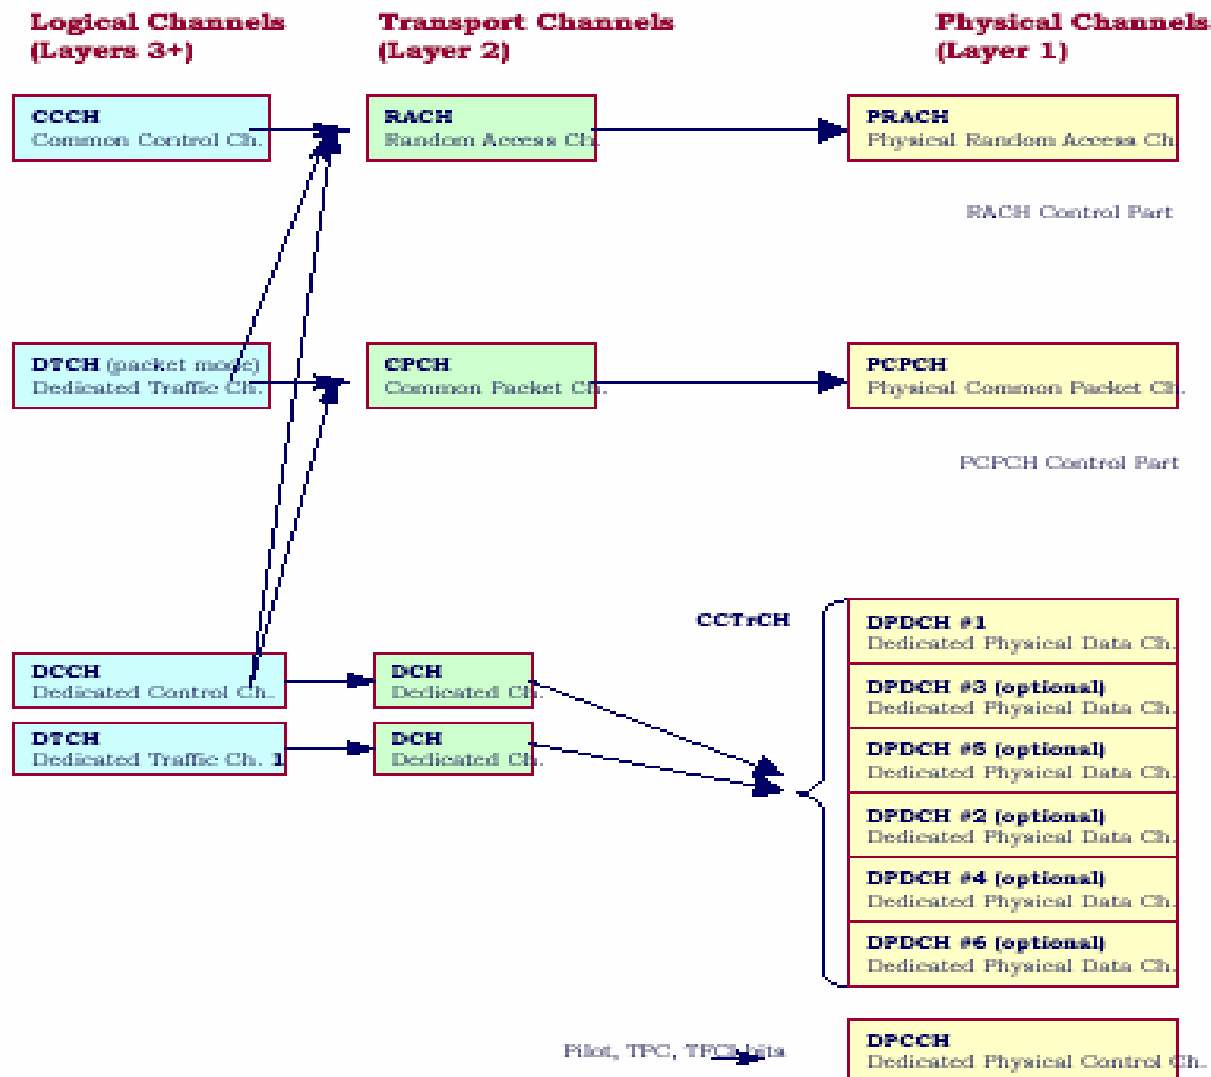 Logical Channels
(Layers 3+)
Transport Channels
(Layer 2)
Physical Channels
(Layer 1)
CCCH
Common Control Ch.
RACH
Random Access Ch.
PRACH
Physical Random Access Ch.
RACH Control Part
DTCH (packet mode)
Dedicated Traffic Ch.
CPCH
Common Packet Ch.
PCPCH
Physical Common Packet Ch.
PCPCH Control Part
CCTrCH
DPDCH #1
Dedicated Physical Data Ch.
DPDCH #3 (optional)
Dedicated Physical Data Ch.
DPDCH #5 (optional)
Dedicated Physical Data Ch.
DPDCH #2 (optional)
Dedicated Physical Data Ch.
DPDCH #4 (optional)
Dedicated Physical Data Ch.
DPDCH #6 (optional)
Dedicated Physical Data Ch.
DCCH
Dedicated Control Ch.
DCH
Dedicated Ch.
DTCH
Dedicated Traffic Ch. 1
DCH
Dedicated Ch.
Pilot, TPC, TFCI bits
DPCCH
Dedicated Physical Control Ch.